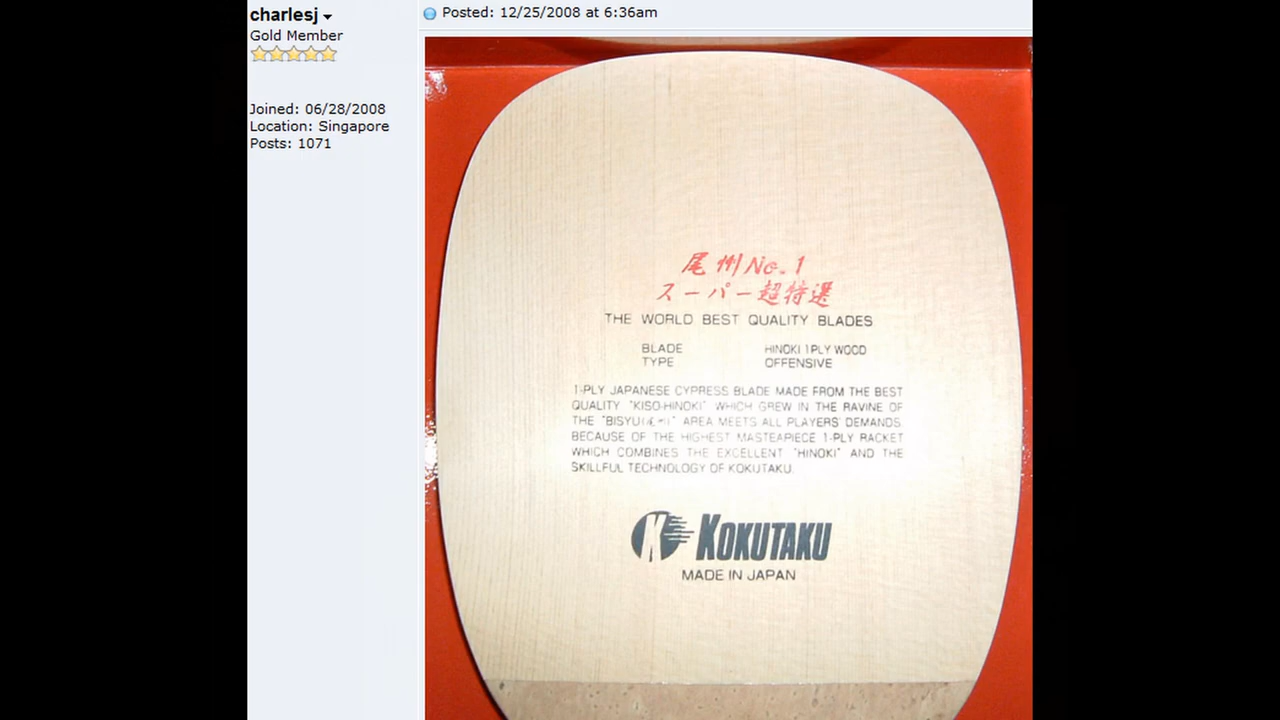 charlesj
Gold Member
Joined: 06/28/2008
Location: Singapore
Posts: 1071
Posted: 12/25/2008 at 6:36am
尾州No.1
スーパー超特選
THE WORLD BEST QUALITY BLADES
BLADE HINOKI 1PLY WOOD
TYPE OFFENSIVE
1-PLY JAPANESE CYPRESS BLADE MADE FROM THE BEST
QUALITY "KISO-HINOKI" WHICH GREW IN THE RAVINE OF
THE "BISYU" AREA MEETS ALL PLAYERS' DEMANDS.
BECAUSE OF THE HIGHEST MASTEAPIECE 1-PLY RACKET
WHICH COMBINES THE EXCELLENT "HINOKI" AND THE
SKILLFUL TECHNOLOGY OF KOKUTAKU.
KOKUTAKU
MADE IN JAPAN